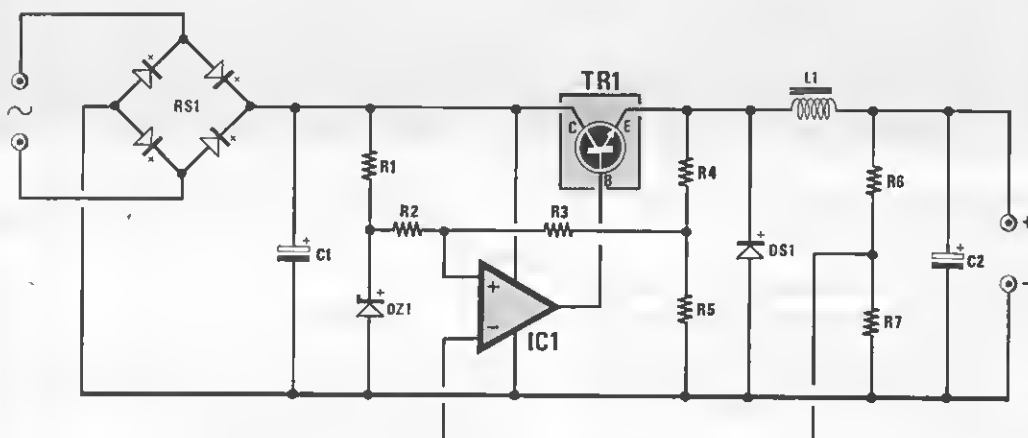 TR1
L1
RS1
C
E
B
R1
R4
R6
R2
R3
+
C1
+
DZ1
+
−
IC1
R5
+
DS1
R7
+
C2
+
−
~